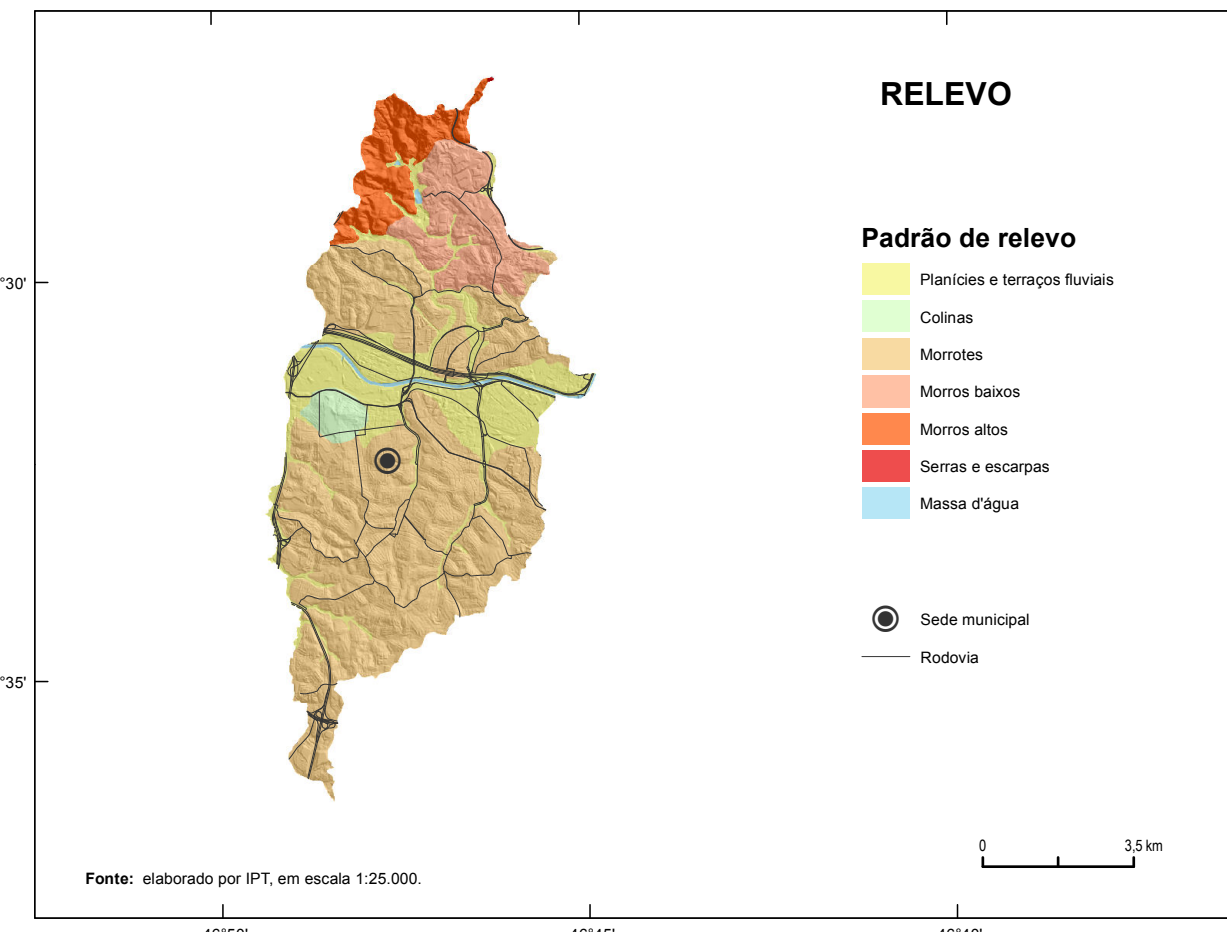 RELEVO
Padrão de relevo
Planícies e terraços fluviais
Colinas
Morrotes
Morros baixos
Morros altos
Serras e escarpas
Massa d'água
Sede municipal
Rodovia
°30'
°35'
0 3,5 km
Fonte: elaborado por IPT, em escala 1:25.000.